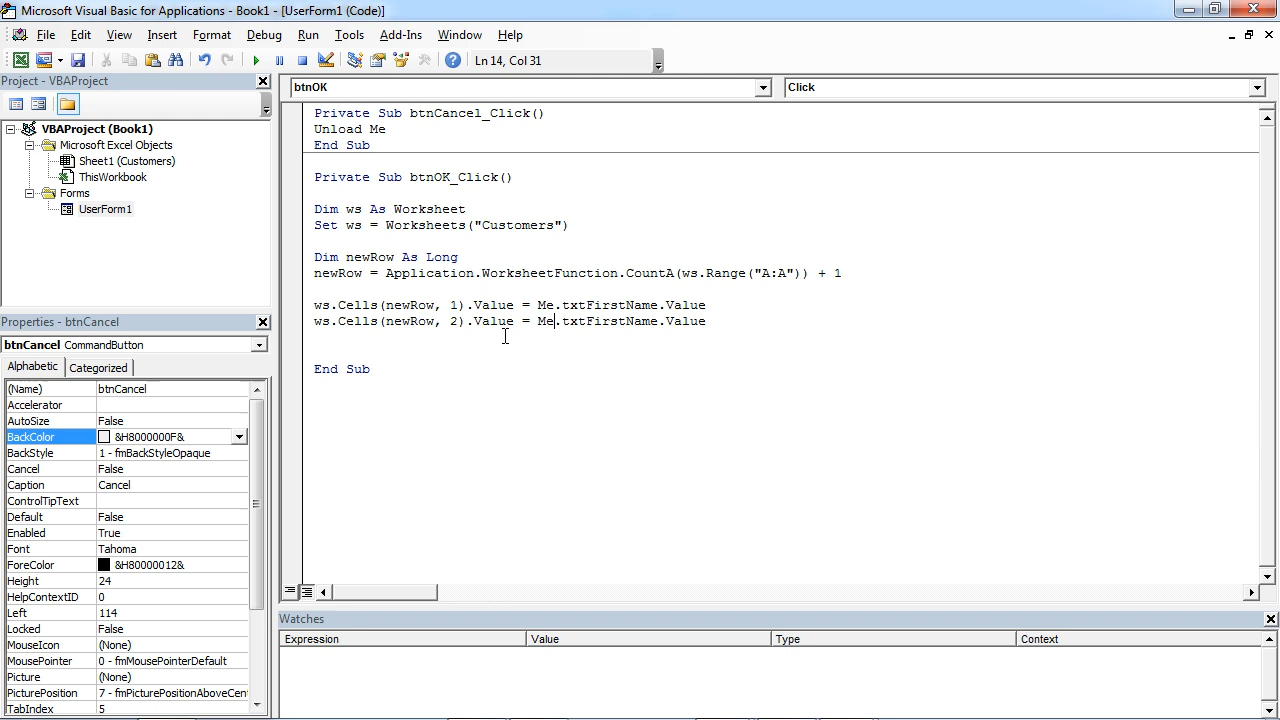 Microsoft Visual Basic for Applications - Book1 - [UserForm1 (Code)]
File Edit View Insert Format Debug Run Tools Add-Ins Window Help
Ln 14, Col 31
Project - VBAProject
VBAProject (Book1)
Microsoft Excel Objects
Sheet1 (Customers)
ThisWorkbook
Forms
UserForm1
Properties - btnCancel
btnCancel CommandButton
Alphabetic Categorized
(Name) btnCancel
Accelerator
AutoSize False
BackColor &H8000000F&
BackStyle 1 - fmBackStyleOpaque
Cancel False
Caption Cancel
ControlTipText
Default False
Enabled True
Font Tahoma
ForeColor &H80000012&
Height 24
HelpContextID 0
Left 114
Locked False
MouseIcon (None)
MousePointer 0 - fmMousePointerDefault
Picture (None)
PicturePosition 7 - fmPicturePositionAboveCen
TabIndex 5
btnOK Click
Private Sub btnCancel_Click()
Unload Me
End Sub
Private Sub btnOK_Click()
Dim ws As Worksheet
Set ws = Worksheets("Customers")
Dim newRow As Long
newRow = Application.WorksheetFunction.CountA(ws.Range("A:A")) + 1
ws.Cells(newRow, 1).Value = Me.txtFirstName.Value
ws.Cells(newRow, 2).Value = Me.txtFirstName.Value
End Sub
Watches
Expression Value Type Context